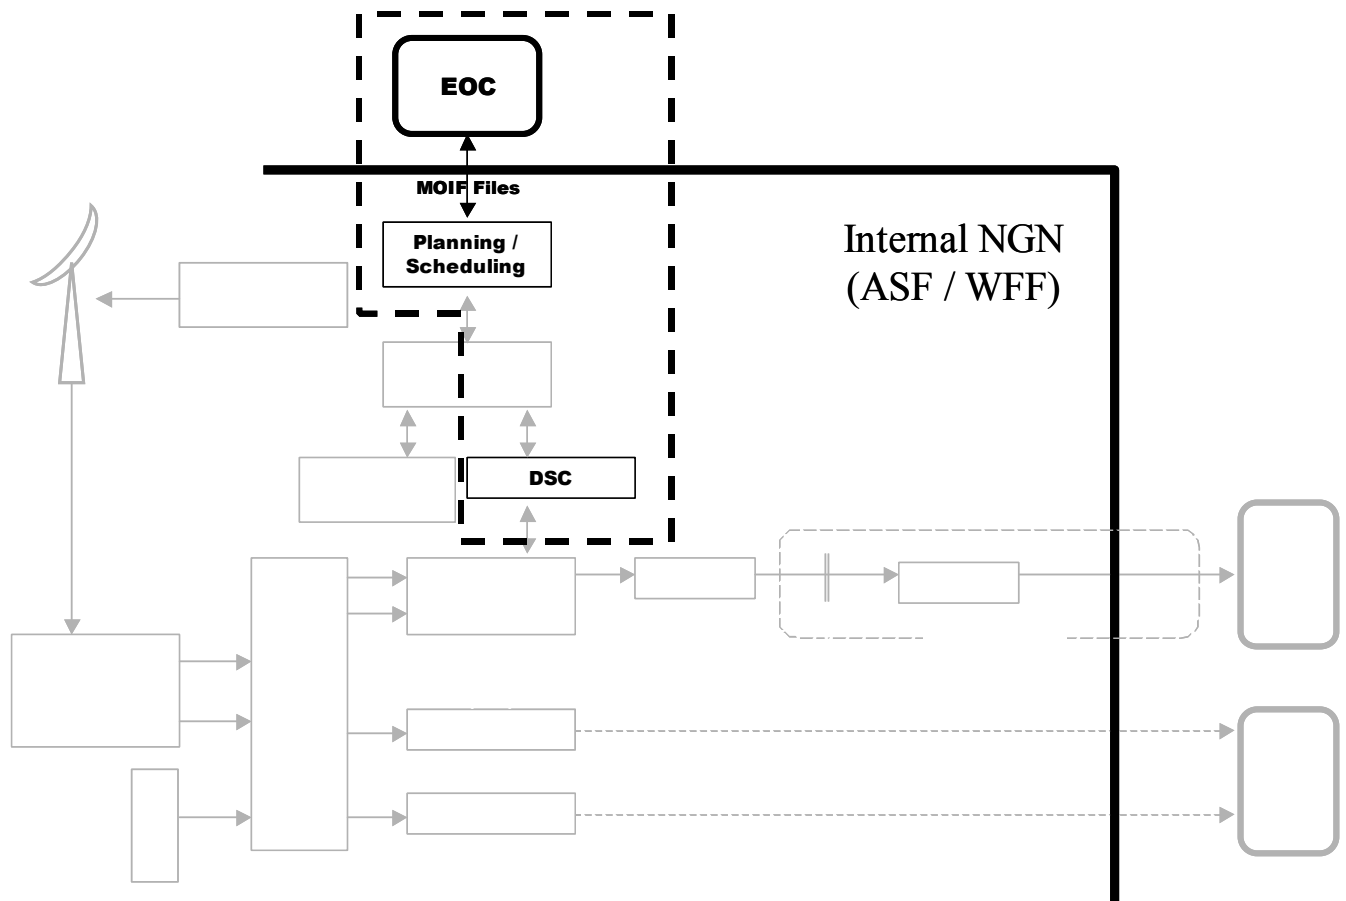 EOC
MOIF Files
Planning /
Scheduling
Internal NGN
(ASF / WFF)
DSC